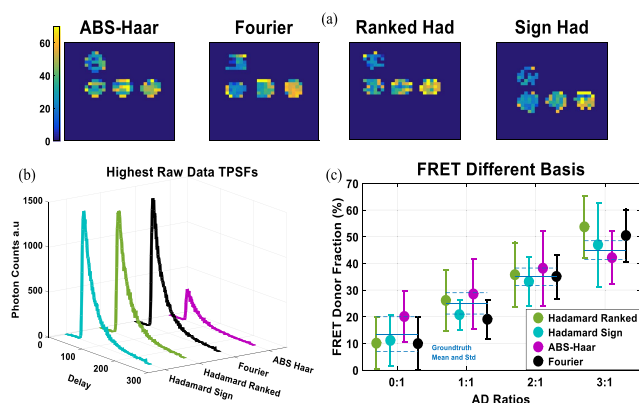 (a)
ABS-Haar
Fourier
Ranked Had
Sign Had
60
40
20
0
(b)
Highest Raw Data TPSFs
1500
1000
500
0
Photon Counts a.u
0
100
200
300
Delay
Hadamard Sign
Hadamard Ranked
Fourier
ABS Haar
(c)
FRET Different Basis
70
60
50
40
30
20
10
0
FRET Donor Fraction (%)
Groundtruth
Mean and Std
Hadamard Ranked
Hadamard Sign
ABS-Haar
Fourier
0:1
1:1
2:1
3:1
AD Ratios